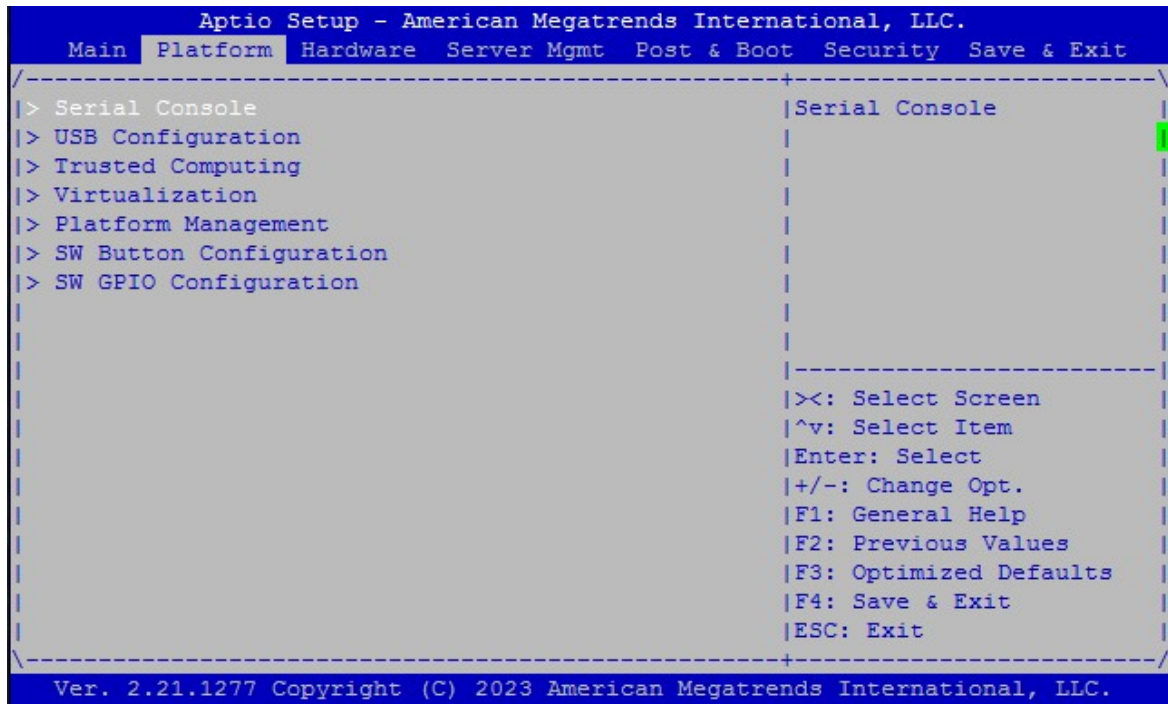 Aptio Setup - American Megatrends International, LLC.
Main Platform Hardware Server Mgmt Post & Boot Security Save & Exit
/----------------------------------------------------+-------------------------\
|> Serial Console |Serial Console |
|> USB Configuration | |
|> Trusted Computing | |
|> Virtualization | |
|> Platform Management | |
|> SW Button Configuration | |
|> SW GPIO Configuration | |
| | |
| | |
| |-------------------------|
| |><: Select Screen |
| |^v: Select Item |
| |Enter: Select |
| |+/-: Change Opt. |
| |F1: General Help |
| |F2: Previous Values |
| |F3: Optimized Defaults |
| |F4: Save & Exit |
| |ESC: Exit |
\----------------------------------------------------+-------------------------/
Ver. 2.21.1277 Copyright (C) 2023 American Megatrends International, LLC.